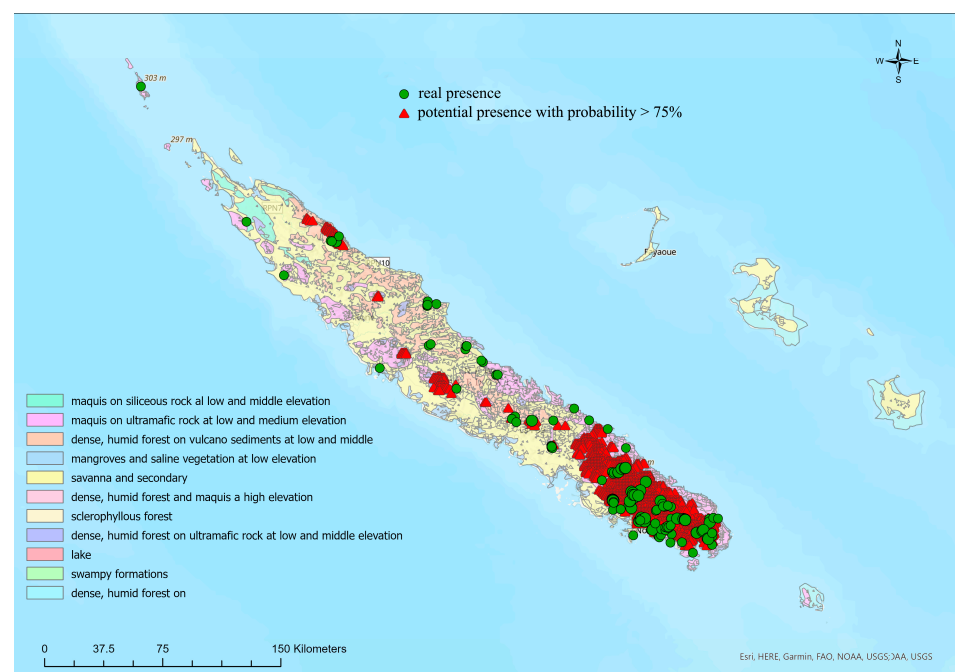 N
W E
S
303 m
real presence
potential presence with probability > 75%
297 m
RPN7
yaoue
maquis on siliceous rock al low and middle elevation
maquis on ultramafic rock at low and medium elevation
dense, humid forest on vulcano sediments at low and middle
mangroves and saline vegetation at low elevation
savanna and secondary
dense, humid forest and maquis a high elevation
sclerophyllous forest
dense, humid forest on ultramafic rock at low and middle elevation
lake
swampy formations
dense, humid forest on
0 37.5 75 150 Kilometers
Esri, HERE, Garmin, FAO, NOAA, USGS